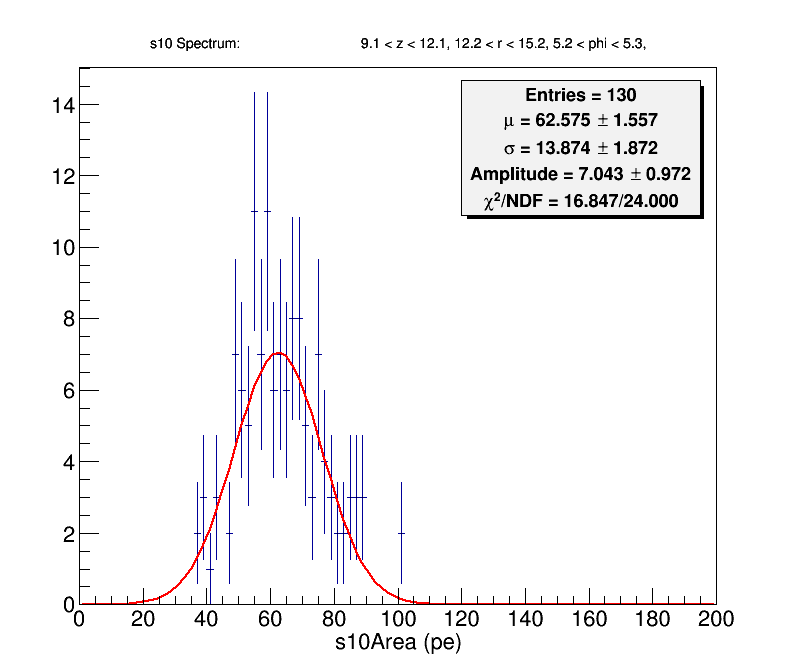 s10 Spectrum: 9.1 < z < 12.1, 12.2 < r < 15.2, 5.2 < phi < 5.3,
Entries = 130
μ = 62.575 ± 1.557
σ = 13.874 ± 1.872
Amplitude = 7.043 ± 0.972
χ²/NDF = 16.847/24.000
14
12
10
8
6
4
2
0
0 20 40 60 80 100 120 140 160 180 200
s10Area (pe)